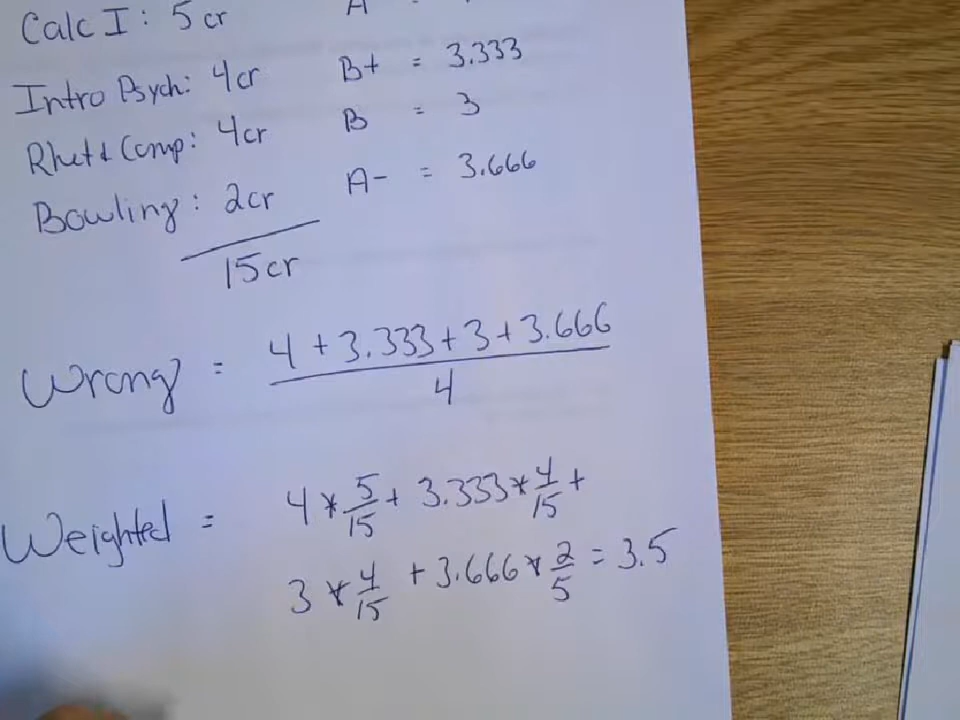 Calc I: 5 cr A
Intro Psych: 4cr B+ = 3.333
Rhet & Comp: 4cr B = 3
Bowling: 2cr A- = 3.666
15cr
Wrong = 4 + 3.333 + 3 + 3.666
4
Weighted = 4 * 5/15 + 3.333 * 4/15 +
3 * 4/15 + 3.666 * 2/5 = 3.5